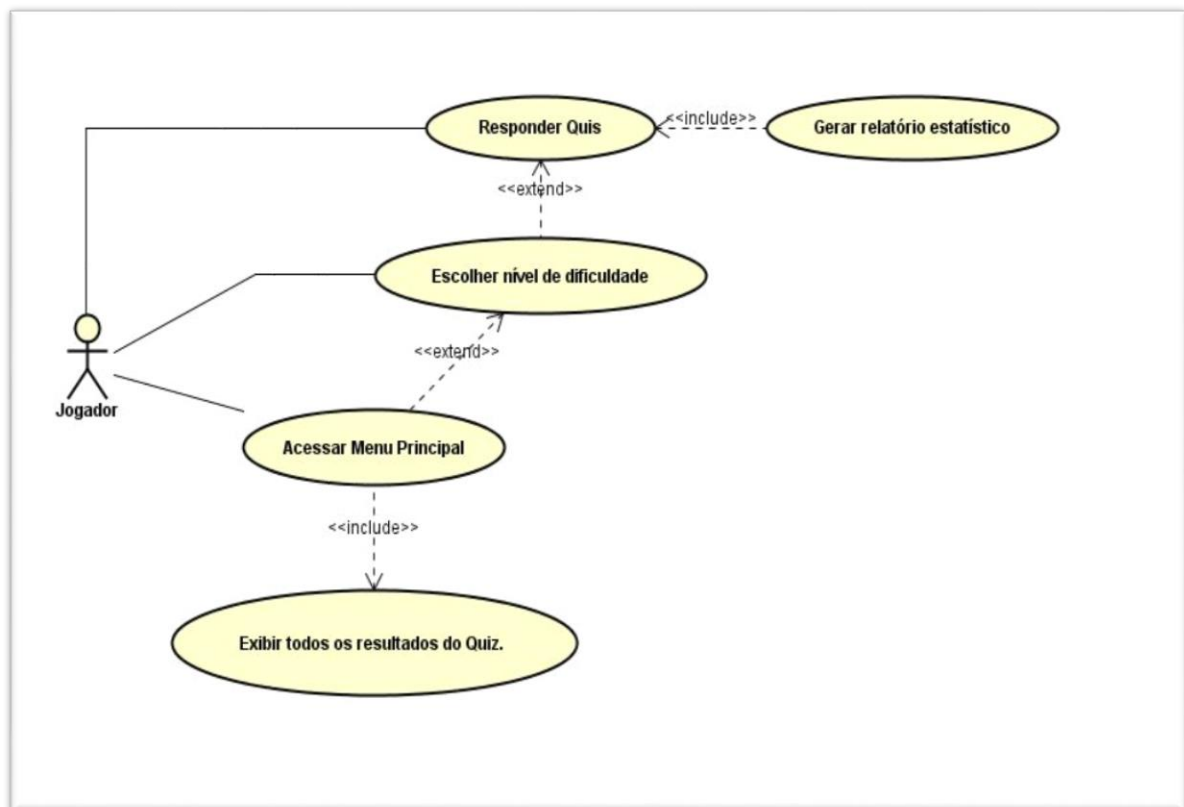 Responder Quis
<<include>>
Gerar relatório estatístico
<<extend>>
Escolher nível de dificuldade
<<extend>>
Jogador
Acessar Menu Principal
<<include>>
Exibir todos os resultados do Quiz.